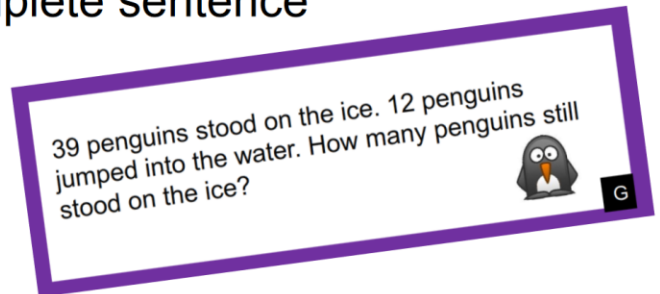 plete sentence
39 penguins stood on the ice. 12 penguins
jumped into the water. How many penguins still
stood on the ice?
G